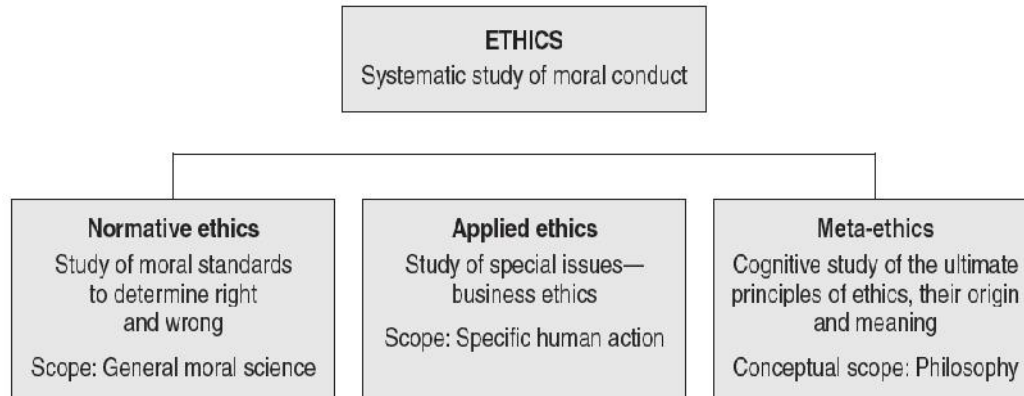 ETHICS
Systematic study of moral conduct
Normative ethics
Study of moral standards
to determine right
and wrong
Scope: General moral science
Applied ethics
Study of special issues—
business ethics
Scope: Specific human action
Meta-ethics
Cognitive study of the ultimate
principles of ethics, their origin
and meaning
Conceptual scope: Philosophy